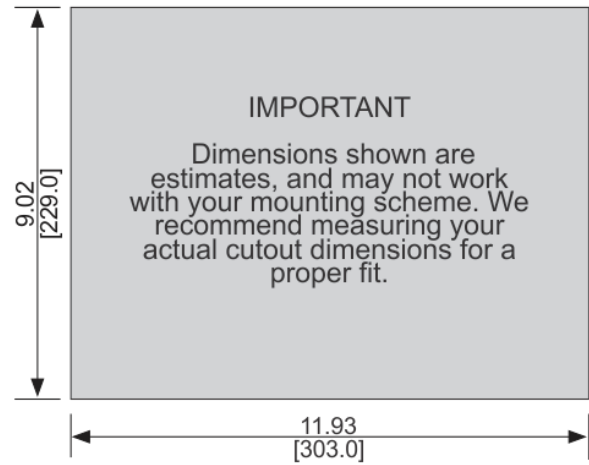 IMPORTANT
Dimensions shown are
estimates, and may not work
with your mounting scheme. We
recommend measuring your
actual cutout dimensions for a
proper fit.
9.02
[229.0]
11.93
[303.0]